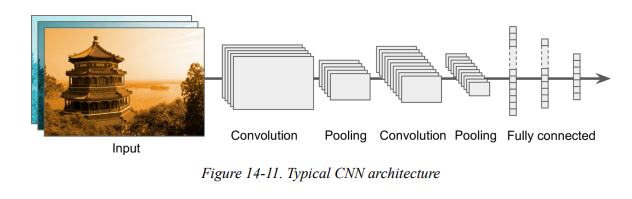 Input
Convolution
Pooling
Convolution
Pooling
Fully connected
Figure 14-11. Typical CNN architecture